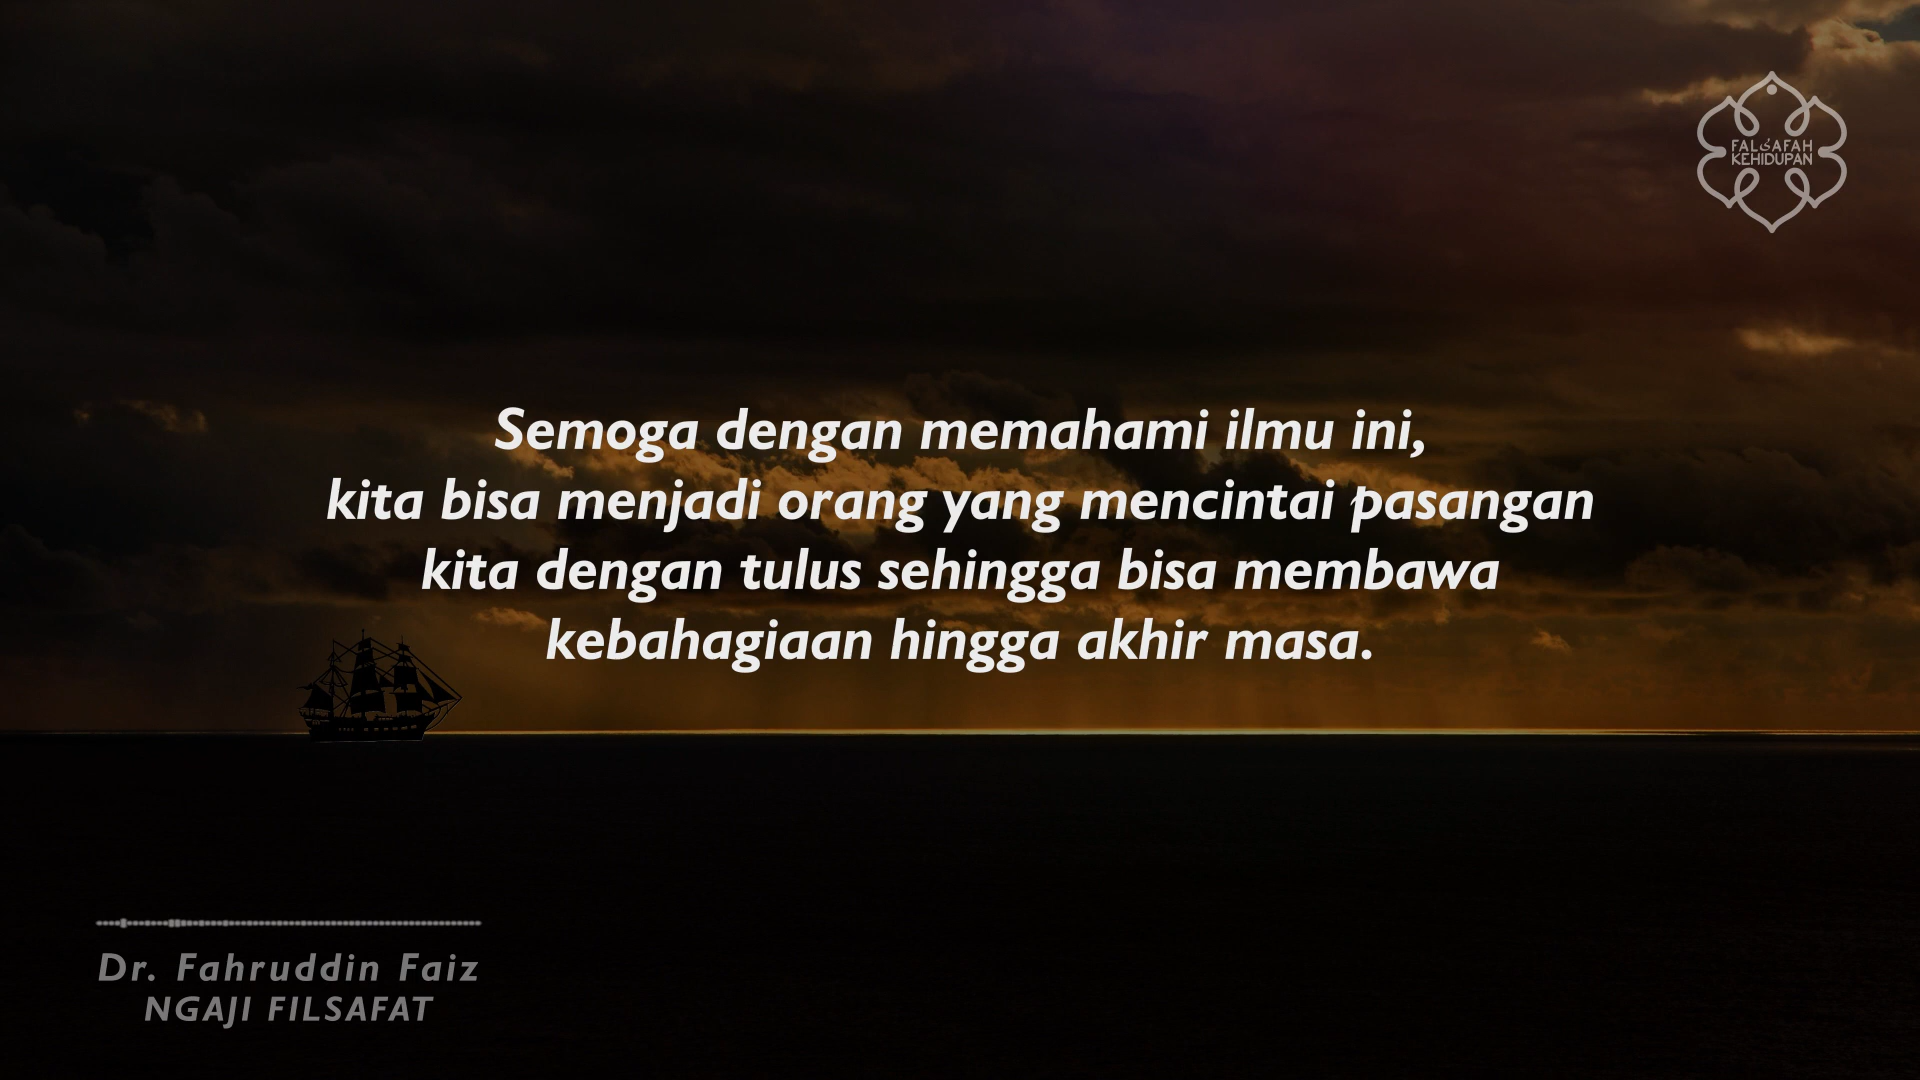 FALSAFAH
KEHIDUPAN
Semoga dengan memahami ilmu ini,
kita bisa menjadi orang yang mencintai pasangan
kita dengan tulus sehingga bisa membawa
kebahagiaan hingga akhir masa.
Dr. Fahruddin Faiz
NGAJI FILSAFAT